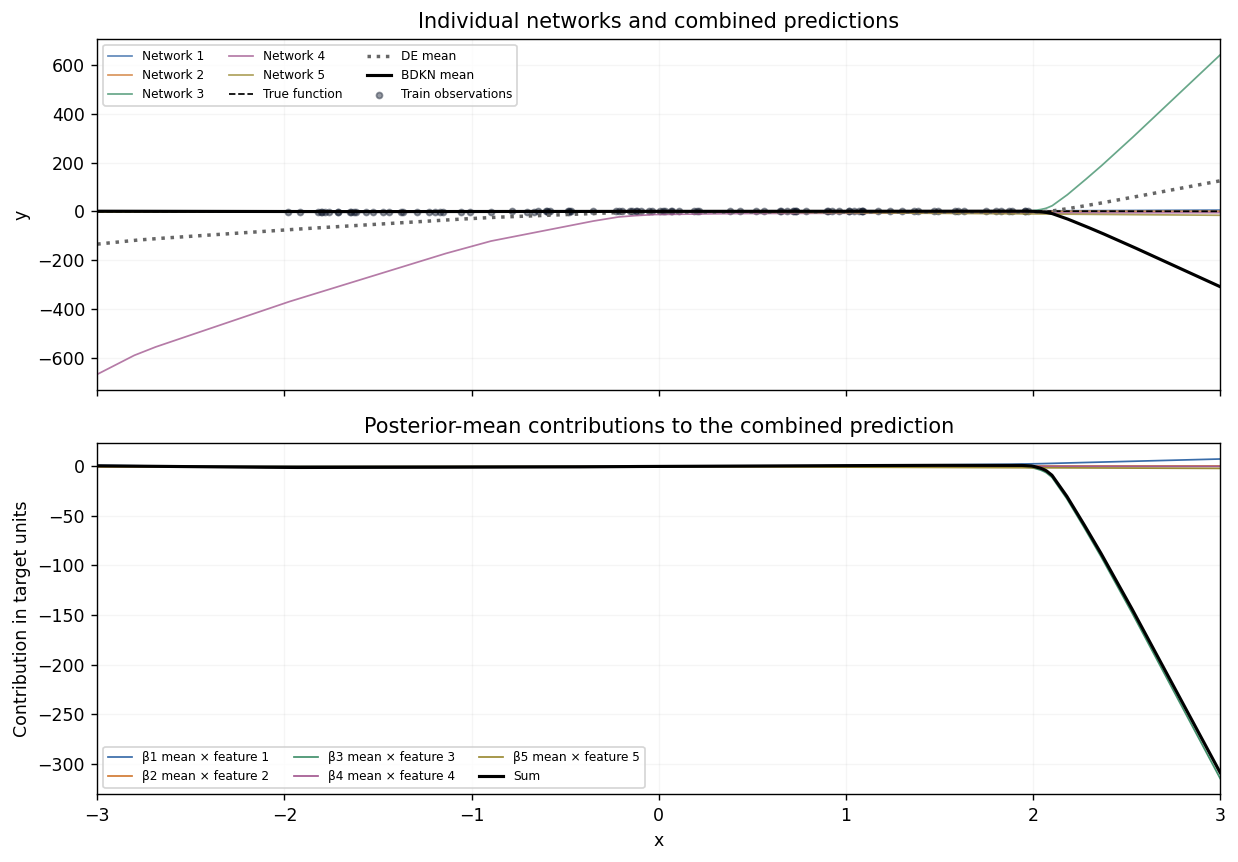 Individual networks and combined predictions
600
400
200
0
−200
−400
−600
y
Network 1
Network 2
Network 3
Network 4
Network 5
True function
DE mean
BDKN mean
Train observations
Posterior-mean contributions to the combined prediction
0
−50
−100
−150
−200
−250
−300
Contribution in target units
β1 mean × feature 1
β2 mean × feature 2
β3 mean × feature 3
β4 mean × feature 4
β5 mean × feature 5
Sum
−3
−2
−1
0
1
2
3
x